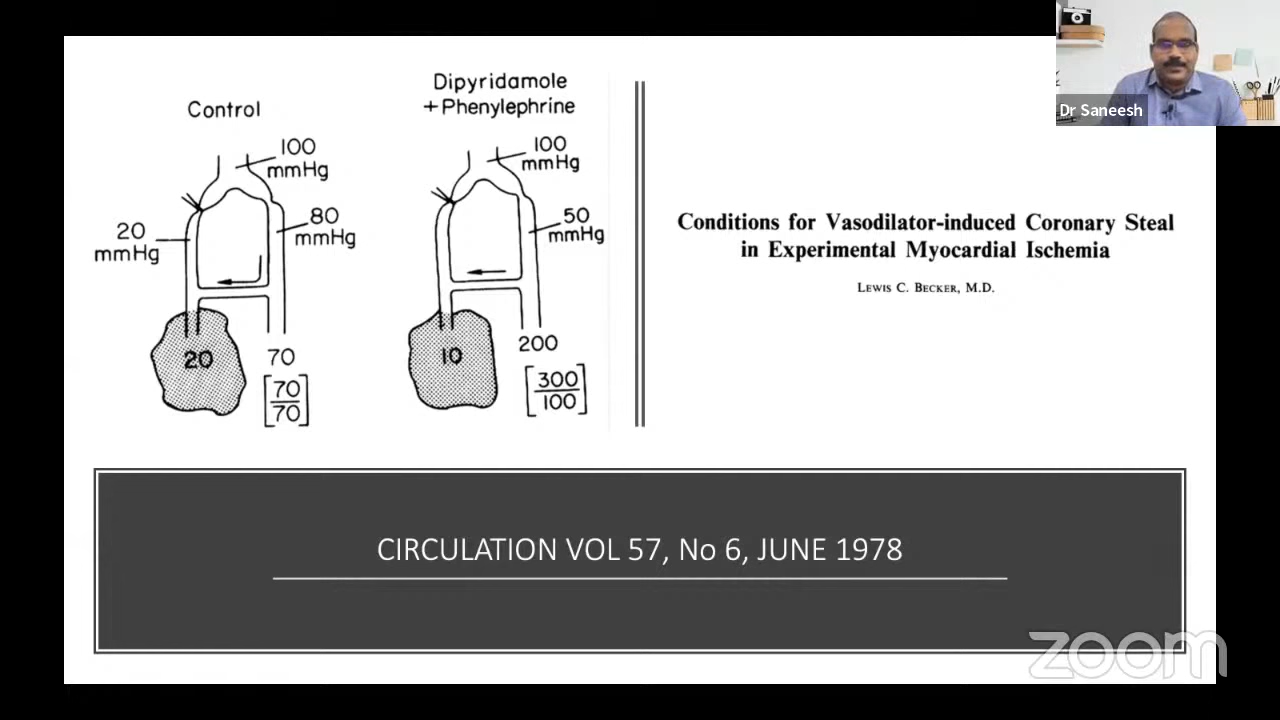 Control
100
mmHg
20
mmHg
80
mmHg
20
70
[70/70]
Dipyridamole
+ Phenylephrine
100
mmHg
50
mmHg
10
200
[300/100]
Dr Saneesh
Conditions for Vasodilator-induced Coronary Steal
in Experimental Myocardial Ischemia
LEWIS C. BECKER, M.D.
CIRCULATION VOL 57, No 6, JUNE 1978
zoom